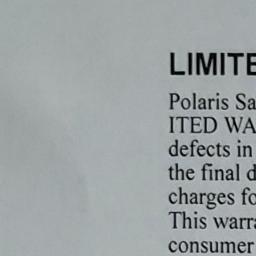 LIMITE
Polaris Sa
ITED WA
defects in
the final d
charges fo
This warra
consumer